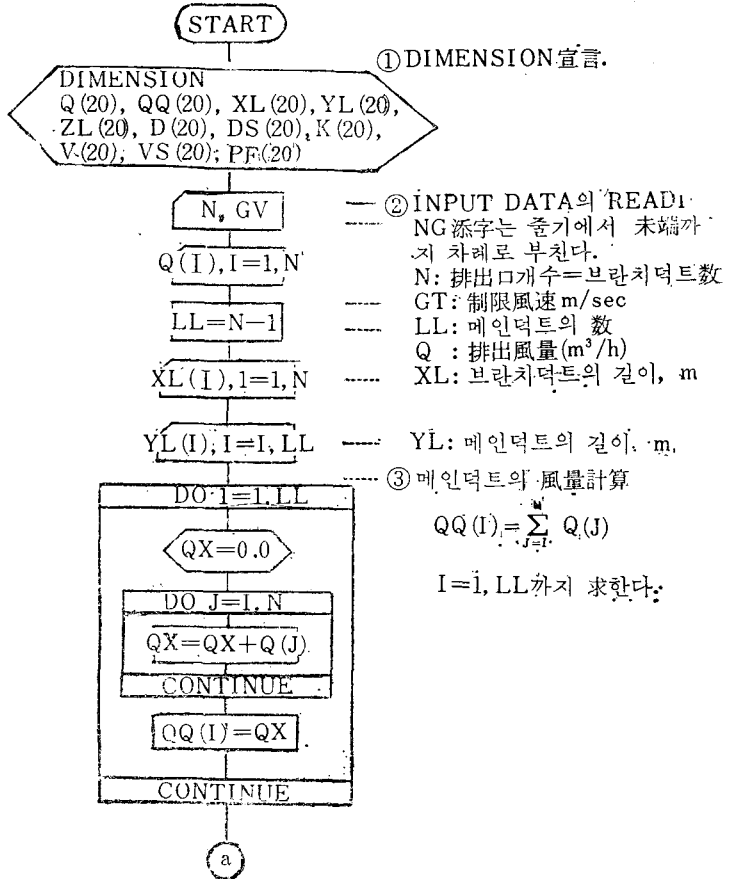 START
①DIMENSION宣言.
DIMENSION
Q(20), QQ(20), XL(20), YL(20),
ZL(20), D(20), DS(20), K(20),
V(20); VS(20); PF(20)
N, GV
②INPUT DATA의 READ
NG添字는 줄기에서 末端까
지 차례로 부친다.
Q(I), I=1, N
N: 排出口개수=브란치덕트数
GT: 制限風速m/sec
LL=N-1
LL: 메인덕트의 数
Q : 排出風量(m³/h)
XL(I), 1=1, N
XL: 브란치덕트의 길이, m
YL(I), I=I, LL
YL: 메인덕트의 길이, m,
③메인덕트의 風量計算
DO 1=1. LL
QQ(I)=∑ Q(J)
J=I
QX=0.0
I=1, LL까지 求한다.
DO J=I. N
QX=QX+Q(J)
CONTINUE
QQ(I)=QX
CONTINUE
a